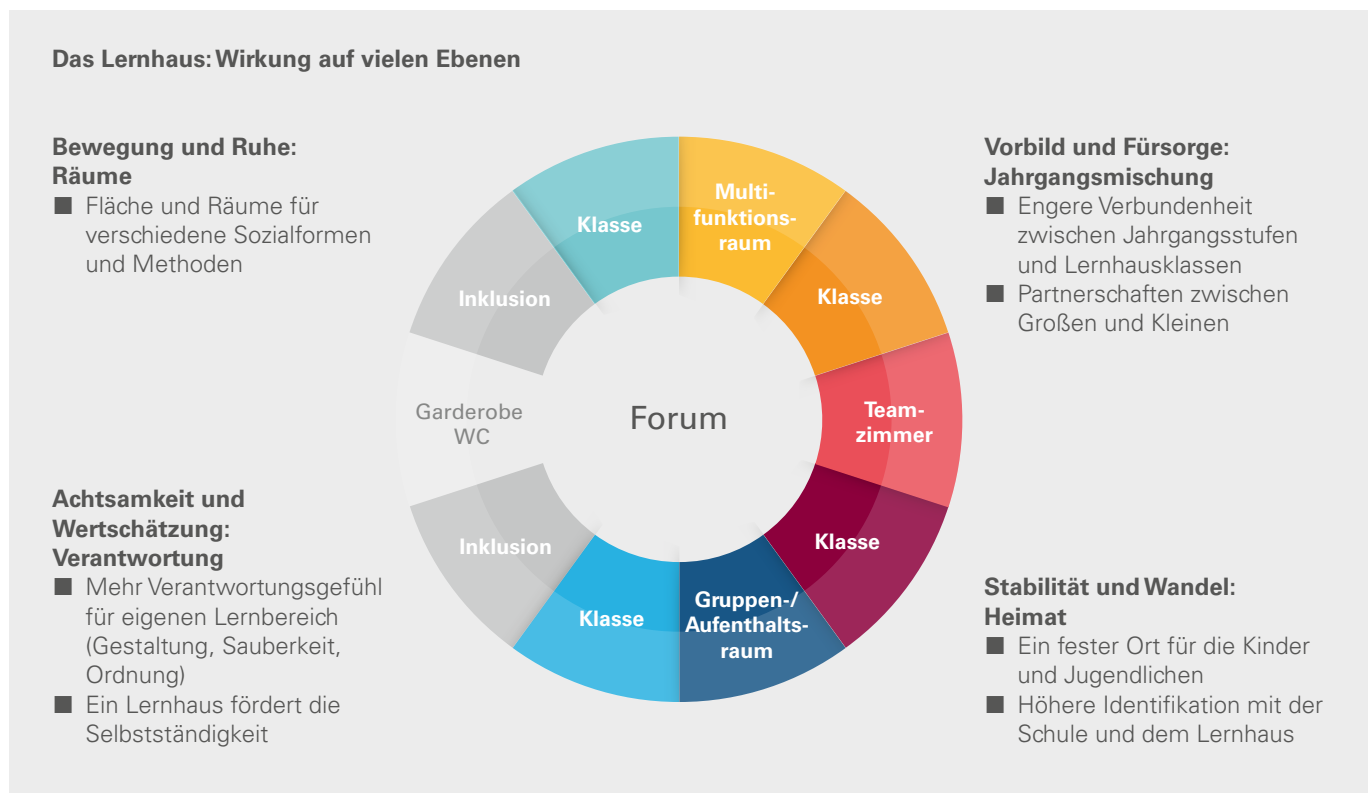 Das Lernhaus: Wirkung auf vielen Ebenen
Bewegung und Ruhe:
Räume
■ Fläche und Räume für
verschiedene Sozialformen
und Methoden
Achtsamkeit und
Wertschätzung:
Verantwortung
■ Mehr Verantwortungsgefühl
für eigenen Lernbereich
(Gestaltung, Sauberkeit,
Ordnung)
■ Ein Lernhaus fördert die
Selbstständigkeit
Multi-
funktions-
raum
Klasse
Team-
zimmer
Klasse
Gruppen-/
Aufenthalts-
raum
Klasse
Inklusion
Garderobe
WC
Inklusion
Klasse
Forum
Vorbild und Fürsorge:
Jahrgangsmischung
■ Engere Verbundenheit
zwischen Jahrgangsstufen
und Lernhausklassen
■ Partnerschaften zwischen
Großen und Kleinen
Stabilität und Wandel:
Heimat
■ Ein fester Ort für die Kinder
und Jugendlichen
■ Höhere Identifikation mit der
Schule und dem Lernhaus